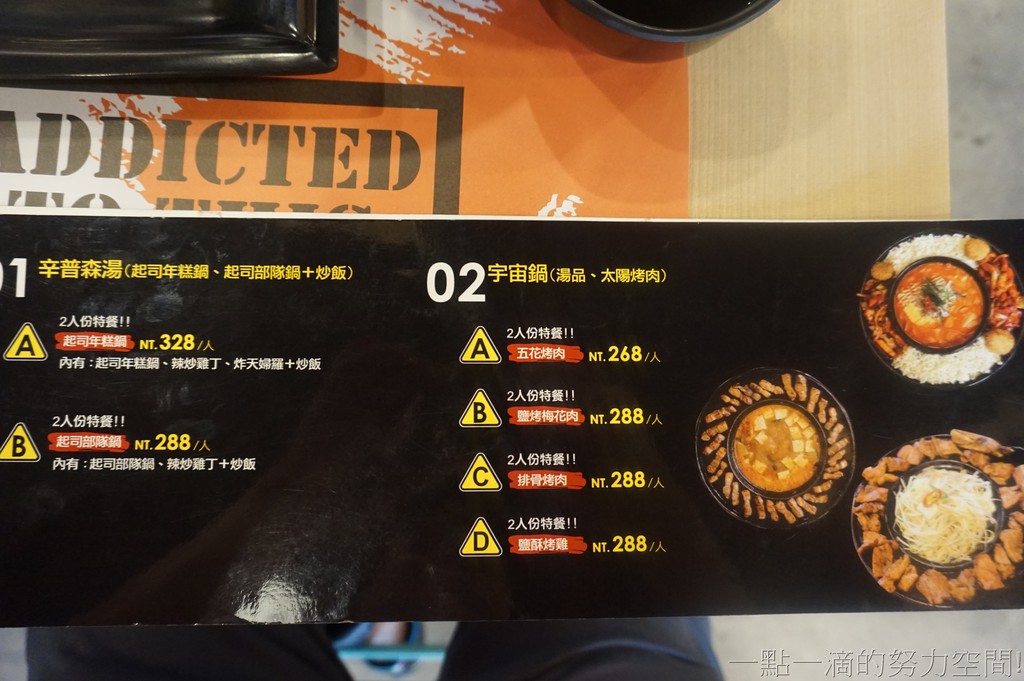 ADDICTED
TO THIS
01 辛普森湯(起司年糕鍋、起司部隊鍋+炒飯)
A
2人份特餐!!
起司年糕鍋 NT.328/人
內有:起司年糕鍋、辣炒雞丁、炸天婦羅+炒飯
B
2人份特餐!!
起司部隊鍋 NT.288/人
內有:起司部隊鍋、辣炒雞丁+炒飯
02 宇宙鍋(湯品、太陽烤肉)
A
2人份特餐!!
五花烤肉 NT.268/人
B
2人份特餐!!
鹽烤梅花肉 NT.288/人
C
2人份特餐!!
排骨烤肉 NT.288/人
D
2人份特餐!!
鹽酥烤雞 NT.288/人
一點一滴的努力空間!